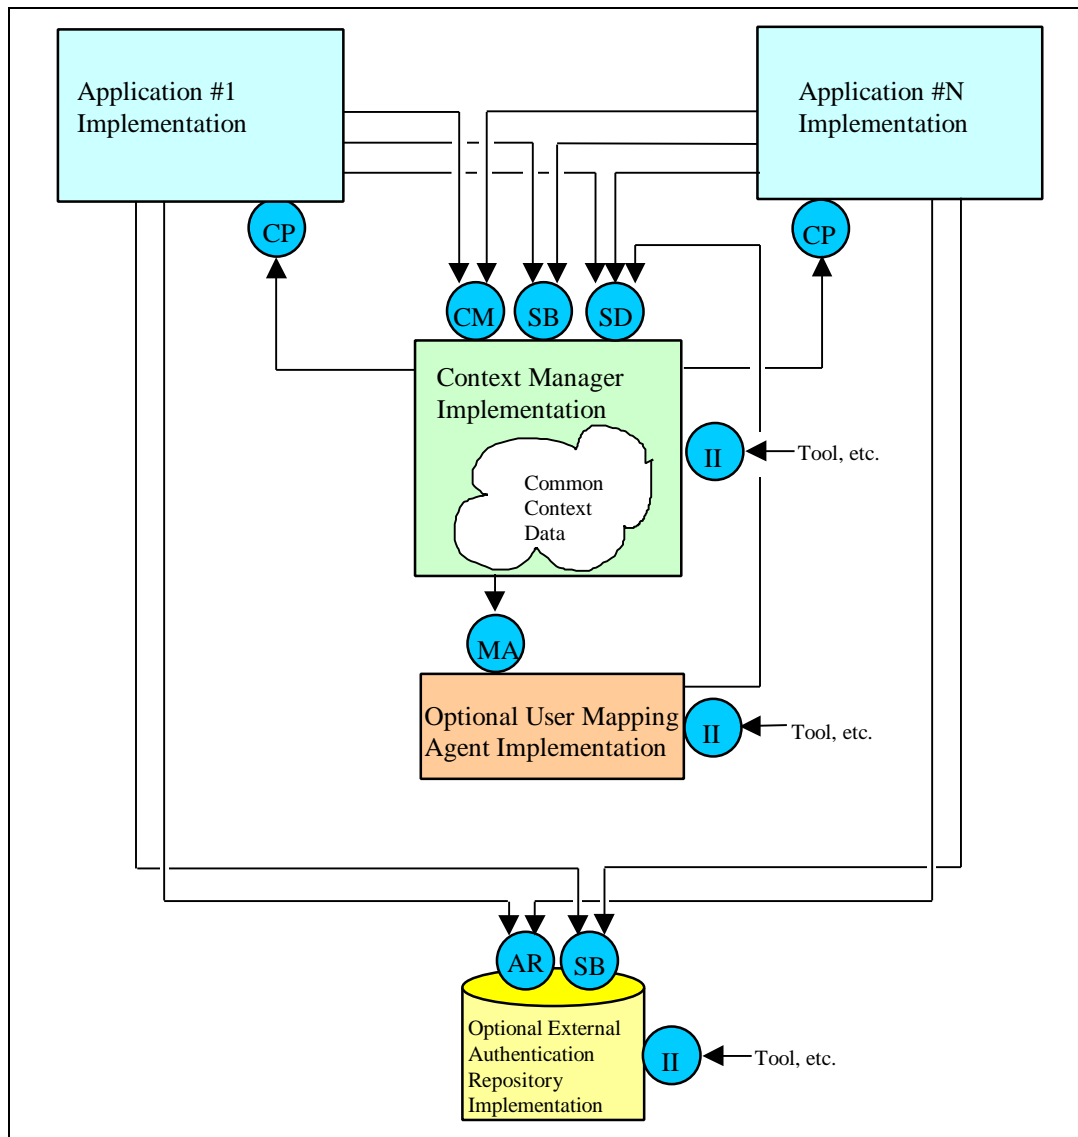 Application #1
Implementation
Application #N
Implementation
CP
CP
CM
SB
SD
Context Manager
Implementation
II
Tool, etc.
Common
Context
Data
MA
Optional User Mapping
Agent Implementation
II
Tool, etc.
AR
SB
Optional External
Authentication
Repository
Implementation
II
Tool, etc.